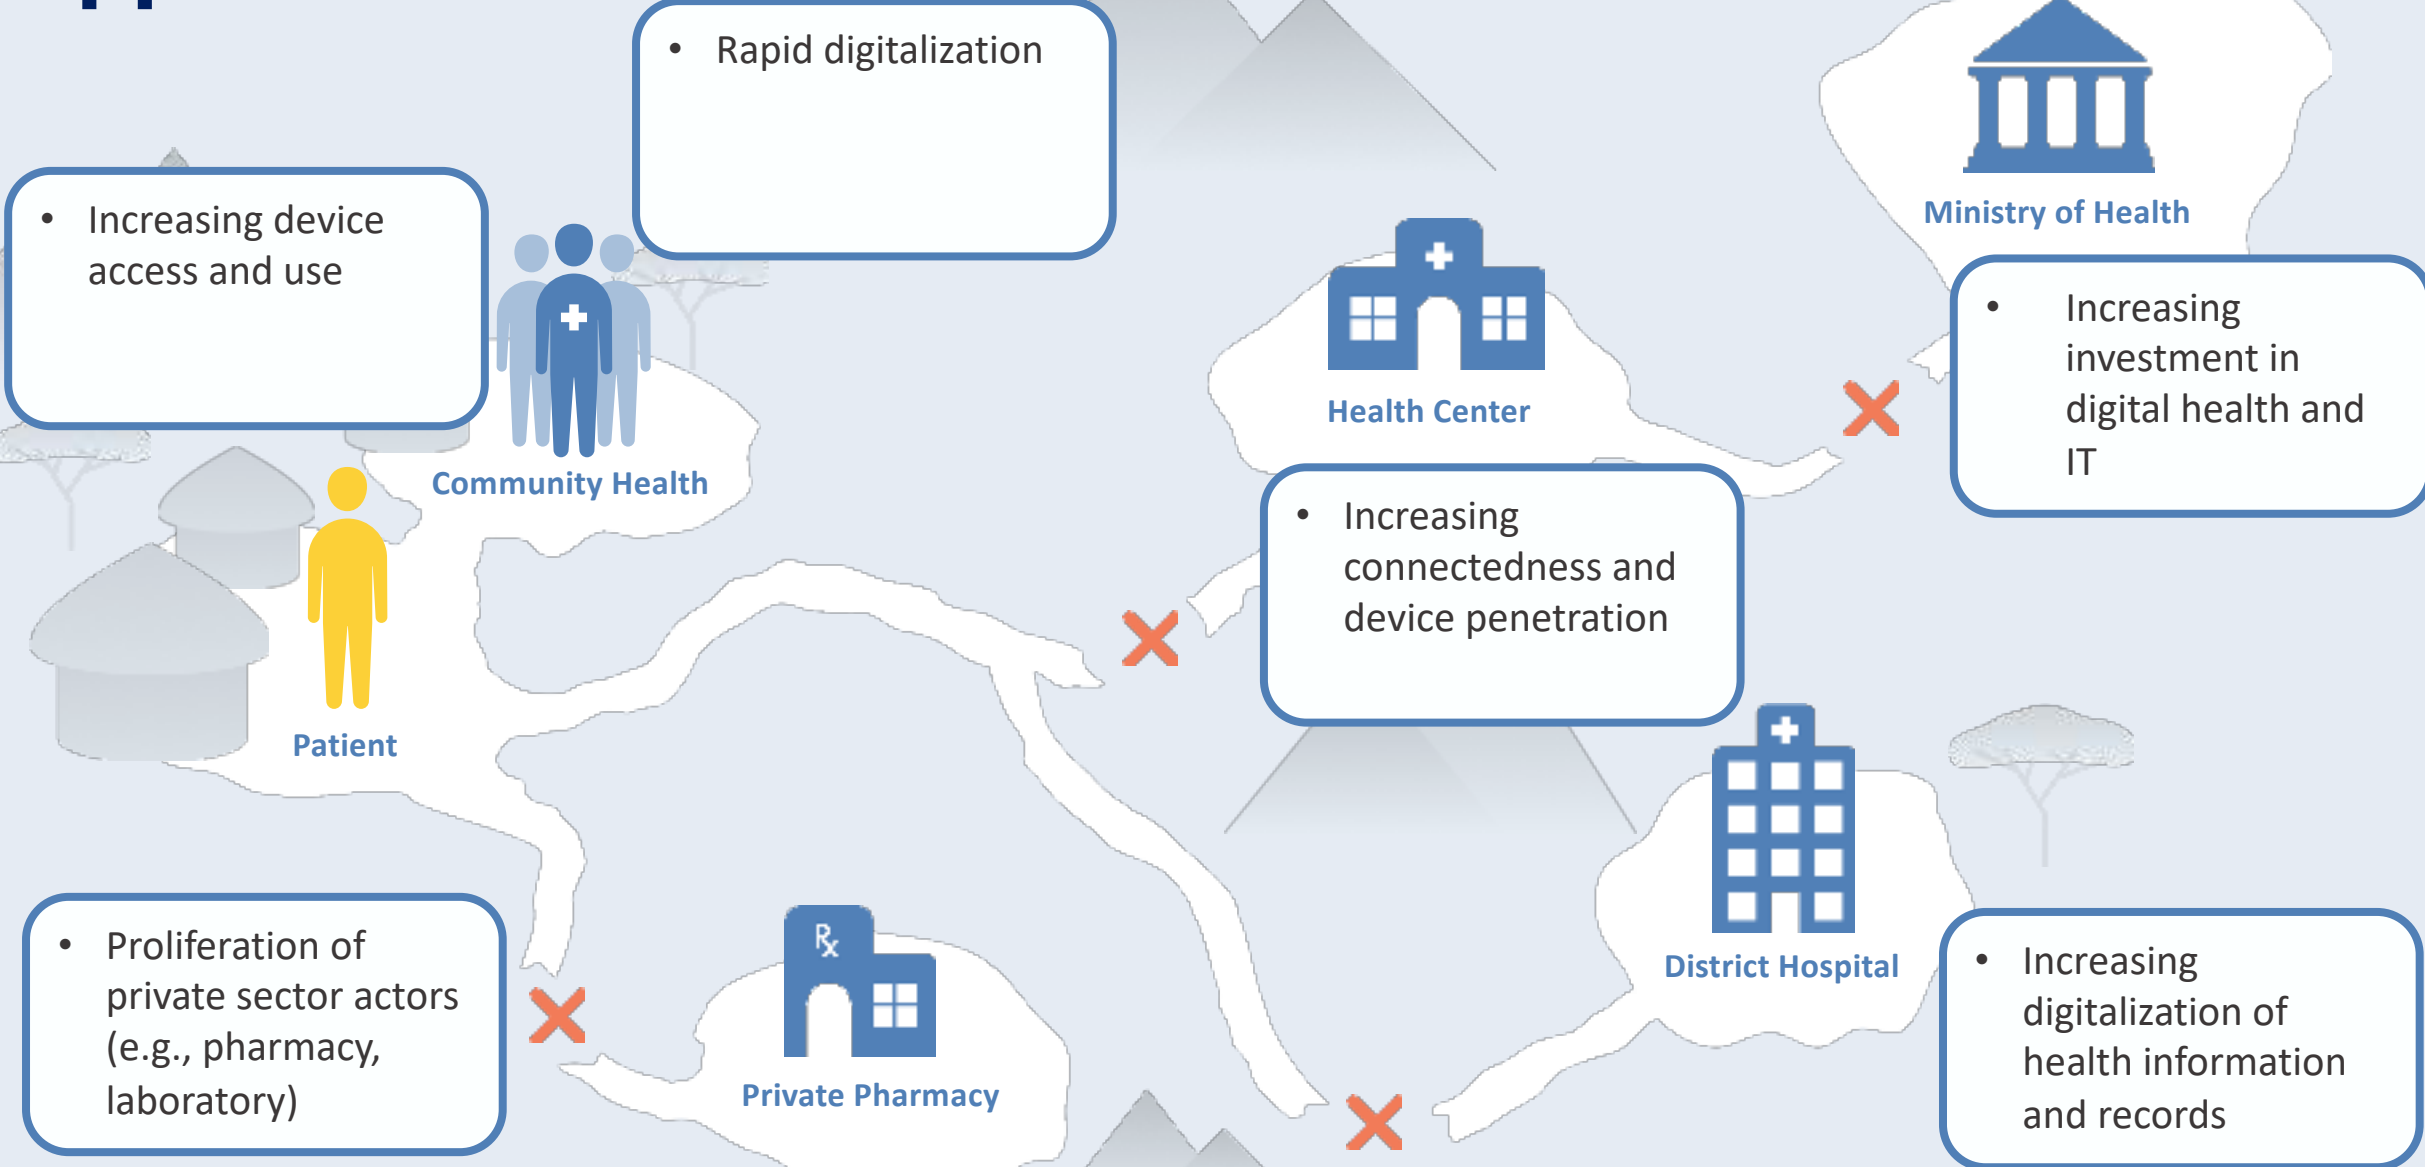 • Rapid digitalization
• Increasing device
access and use
Ministry of Health
• Increasing
investment in
digital health and
IT
Health Center
Community Health
• Increasing
connectedness and
device penetration
Patient
• Proliferation of
private sector actors
(e.g., pharmacy,
laboratory)
Rx
Private Pharmacy
District Hospital
• Increasing
digitalization of
health information
and records